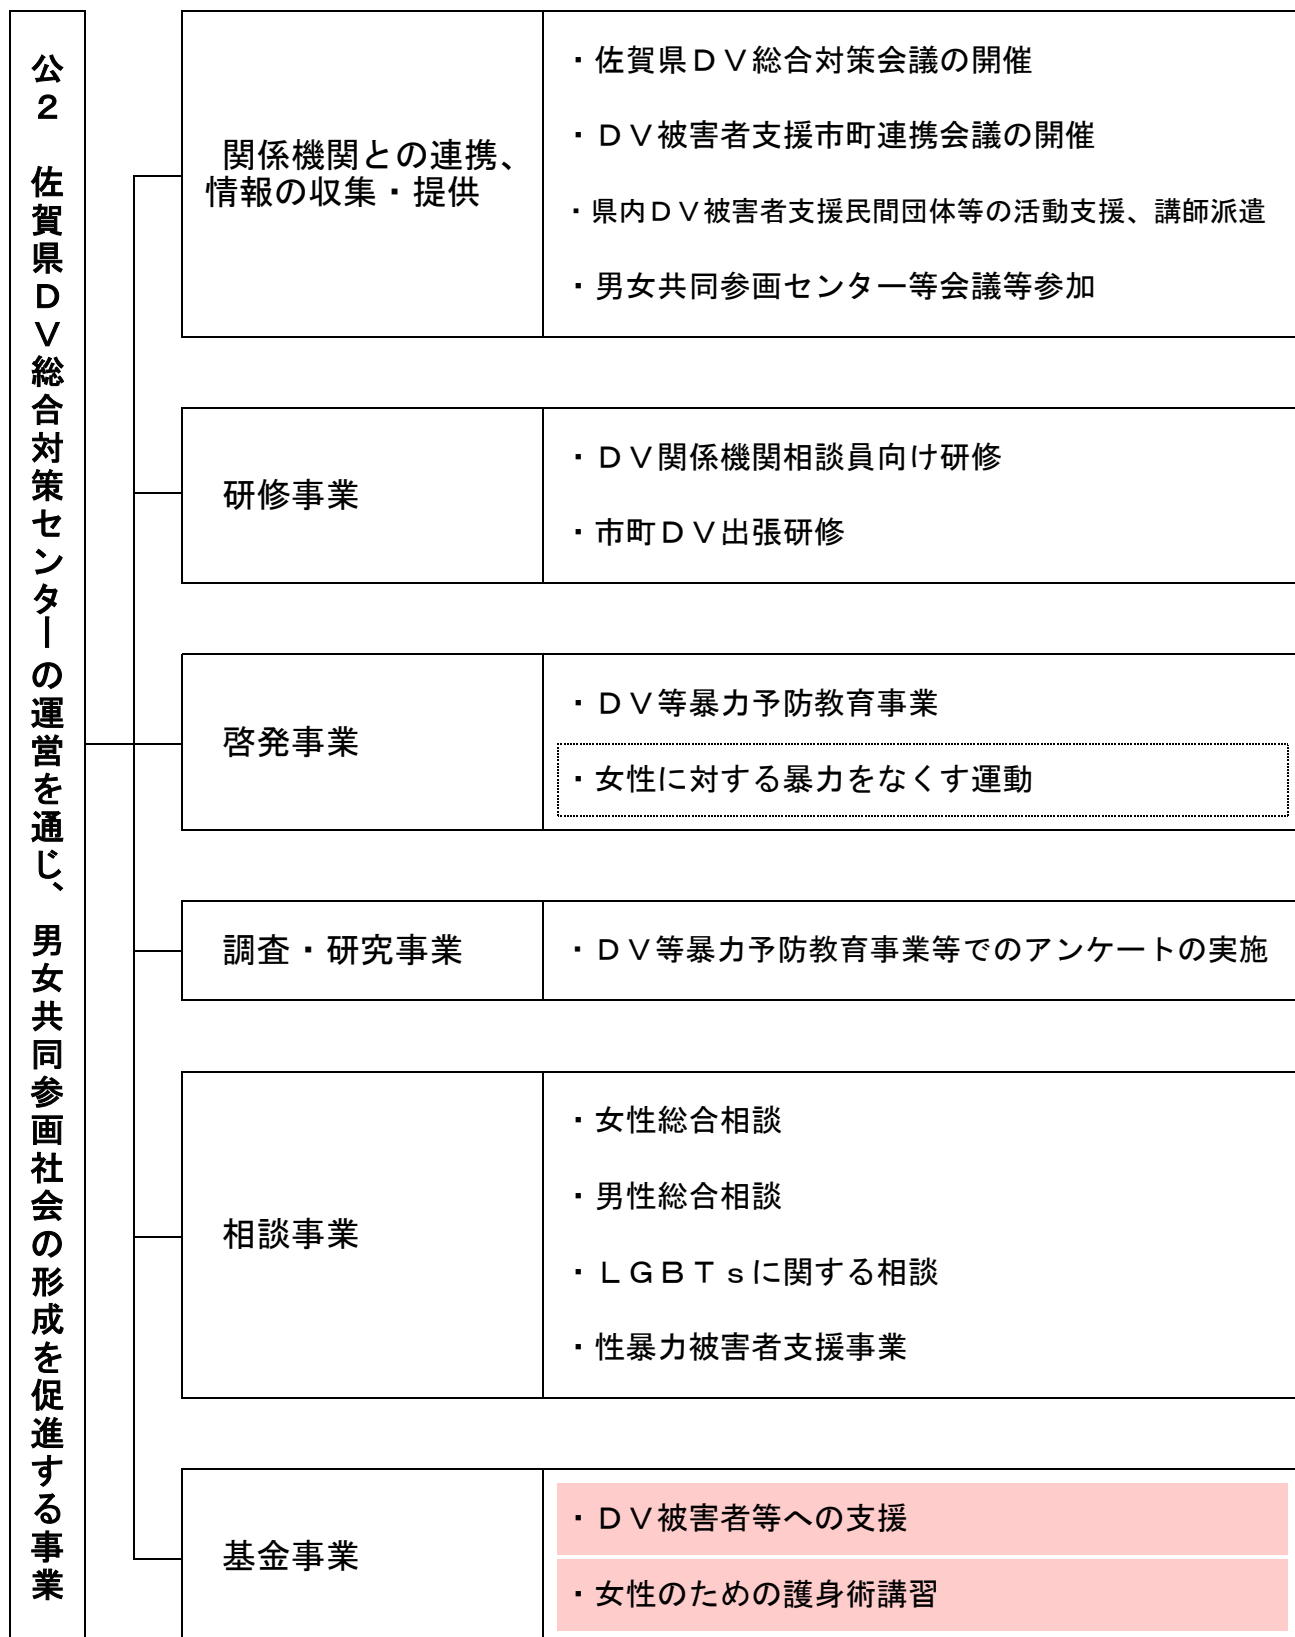 公２　佐賀県ＤＶ総合対策センターの運営を通じ、男女共同参画社会の形成を促進する事業
関係機関との連携、
情報の収集・提供
・佐賀県ＤＶ総合対策会議の開催
・ＤＶ被害者支援市町連携会議の開催
・県内ＤＶ被害者支援民間団体等の活動支援、講師派遣
・男女共同参画センター等会議等参加
研修事業
・ＤＶ関係機関相談員向け研修
・市町ＤＶ出張研修
啓発事業
・ＤＶ等暴力予防教育事業
・女性に対する暴力をなくす運動
調査・研究事業
・ＤＶ等暴力予防教育事業等でのアンケートの実施
相談事業
・女性総合相談
・男性総合相談
・ＬＧＢＴｓに関する相談
・性暴力被害者支援事業
基金事業
・ＤＶ被害者等への支援
・女性のための護身術講習